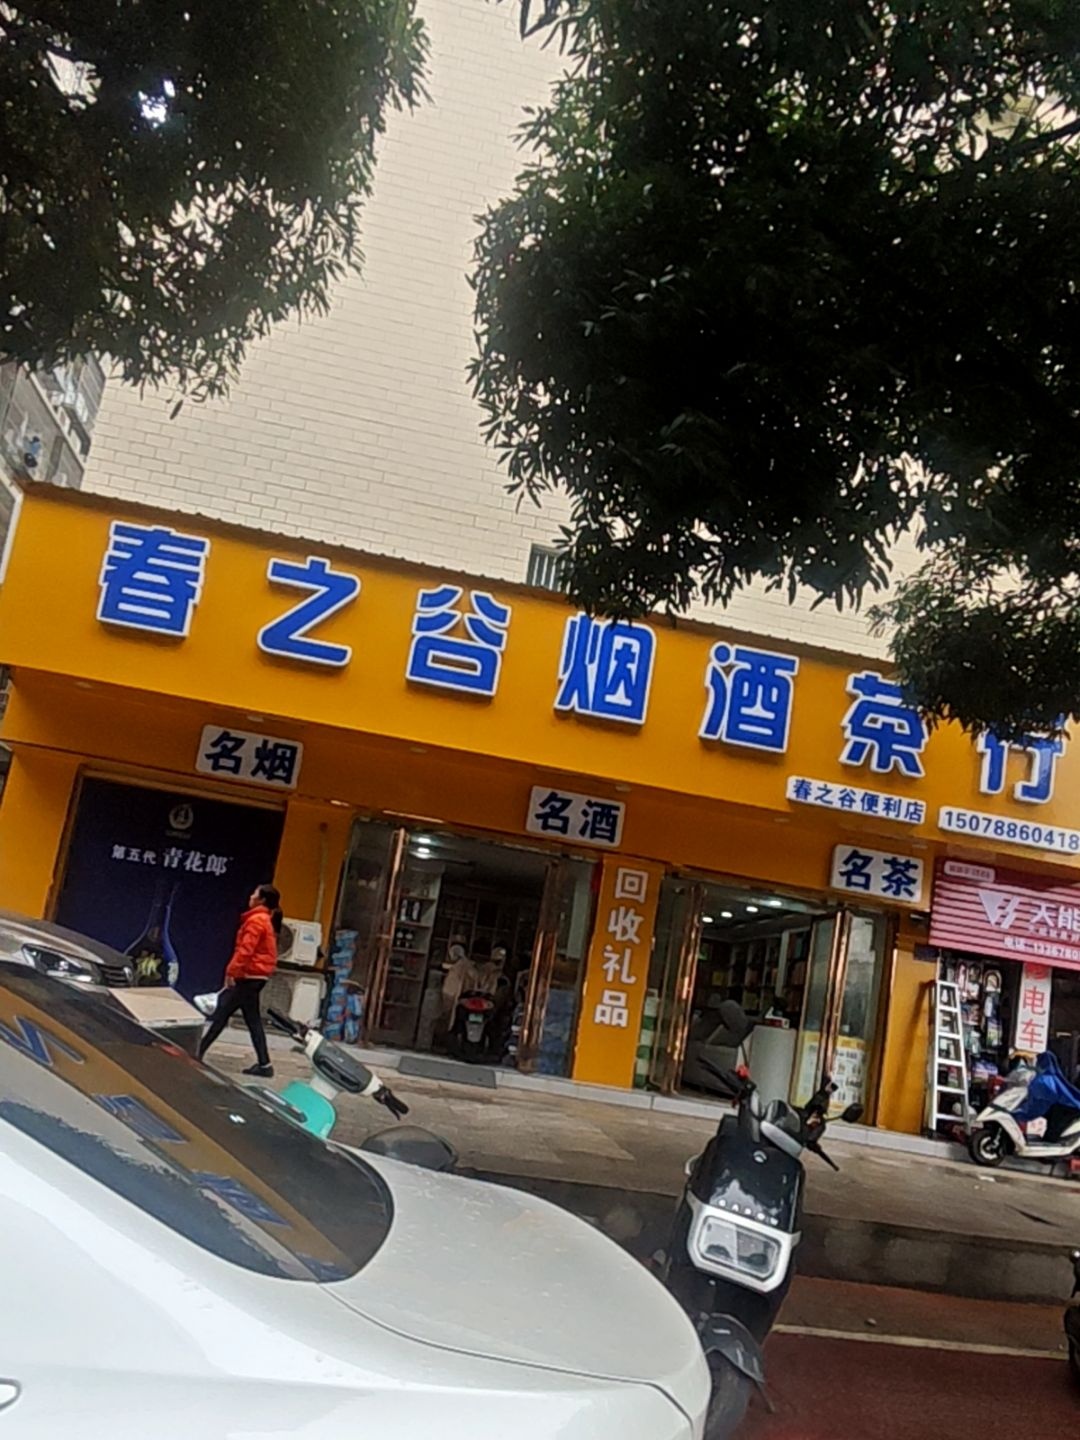 春之谷烟酒茶行
名烟
名酒
春之谷便利店
15078860418
名茶
第五代 青花郎
回收礼品
天能
电车